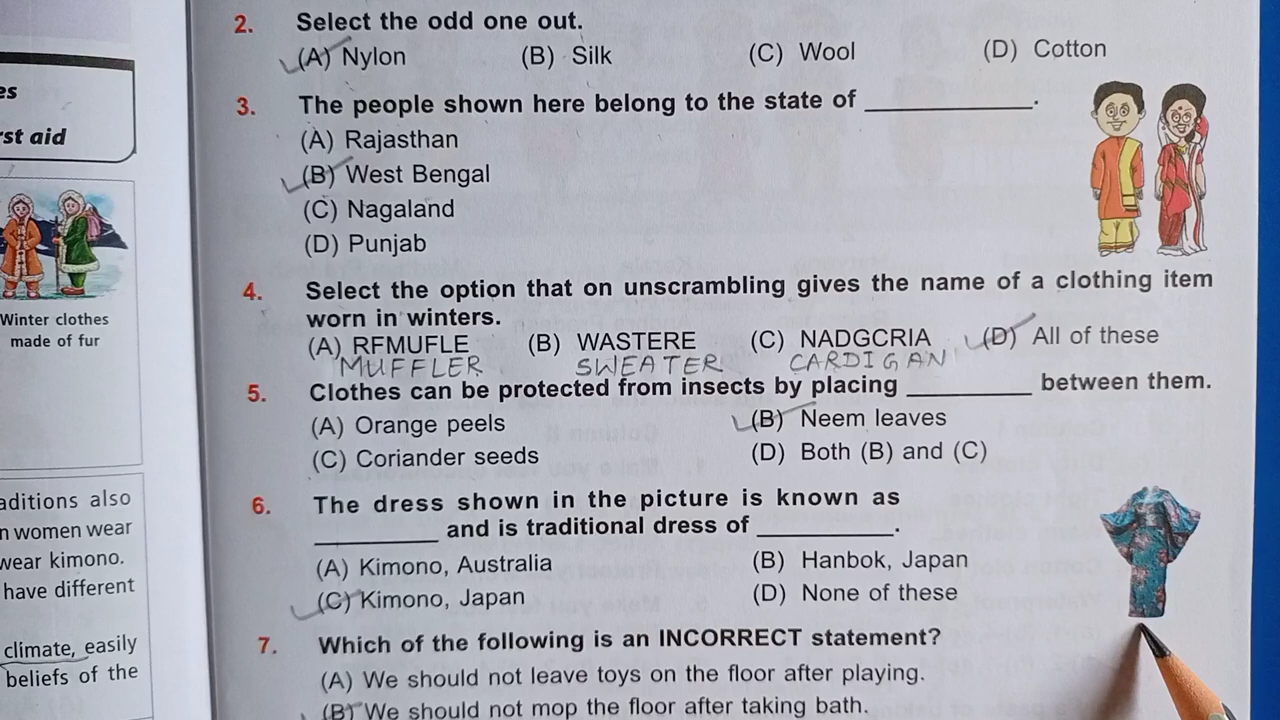 es
rst aid
Winter clothes
made of fur
aditions also
n women wear
wear kimono.
have different
climate, easily
beliefs of the
2. Select the odd one out.
(A) Nylon (B) Silk (C) Wool (D) Cotton
3. The people shown here belong to the state of __________.
(A) Rajasthan
(B) West Bengal
(C) Nagaland
(D) Punjab
4. Select the option that on unscrambling gives the name of a clothing item
worn in winters.
(A) RFMUFLE (B) WASTERE (C) NADGCRIA (D) All of these
MUFFLER SWEATER CARDIGAN
5. Clothes can be protected from insects by placing ________ between them.
(A) Orange peels (B) Neem leaves
(C) Coriander seeds (D) Both (B) and (C)
6. The dress shown in the picture is known as
________ and is traditional dress of _________.
(A) Kimono, Australia (B) Hanbok, Japan
(C) Kimono, Japan (D) None of these
7. Which of the following is an INCORRECT statement?
(A) We should not leave toys on the floor after playing.
(B) We should not mop the floor after taking bath.